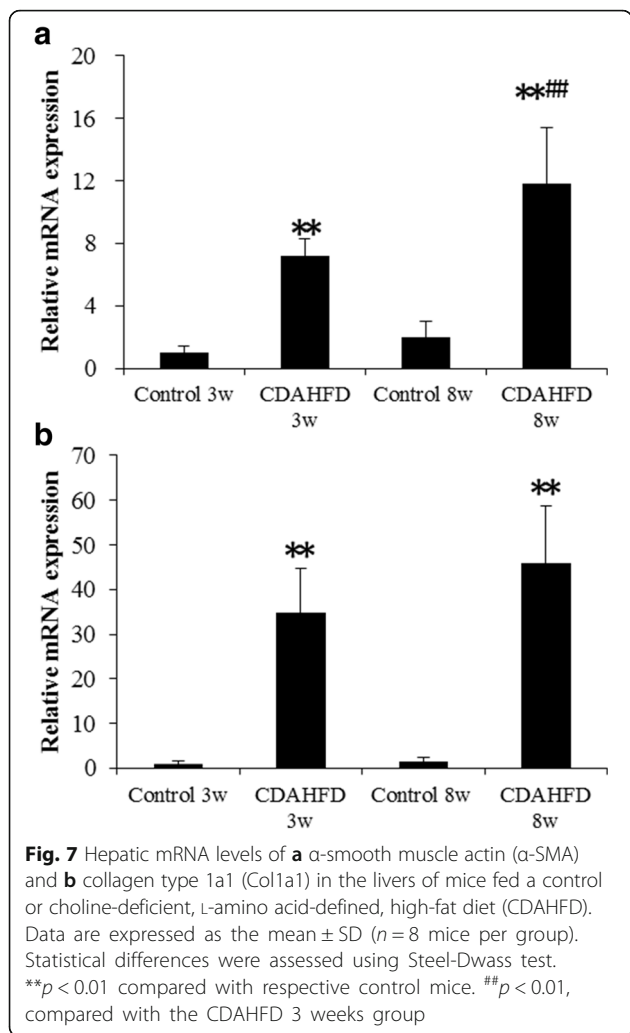 a
20
16
12
8
4
0
Relative mRNA expression
**
**##
Control 3w CDAHFD 3w Control 8w CDAHFD 8w
b
70
60
50
40
30
20
10
0
Relative mRNA expression
**
**
Control 3w CDAHFD 3w Control 8w CDAHFD 8w
Fig. 7 Hepatic mRNA levels of a α-smooth muscle actin (α-SMA)
and b collagen type 1a1 (Col1a1) in the livers of mice fed a control
or choline-deficient, L-amino acid-defined, high-fat diet (CDAHFD).
Data are expressed as the mean ± SD (n = 8 mice per group).
Statistical differences were assessed using Steel-Dwass test.
**p < 0.01 compared with respective control mice. ##p < 0.01,
compared with the CDAHFD 3 weeks group